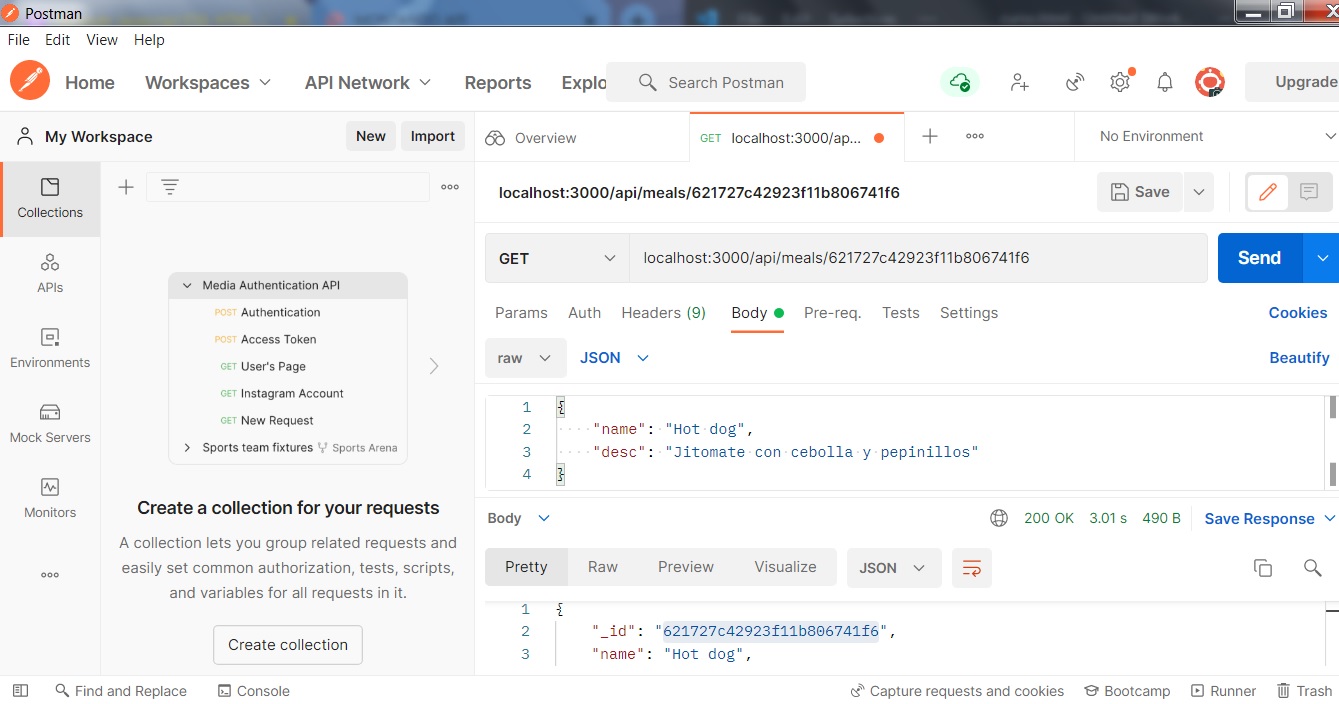 Postman
File Edit View Help
Home Workspaces API Network Reports Explo Search Postman Upgrade
My Workspace New Import Overview GET localhost:3000/ap... No Environment
Collections
APIs
Environments
Mock Servers
Monitors
Media Authentication API
POST Authentication
POST Access Token
GET User's Page
GET Instagram Account
GET New Request
Sports team fixtures Sports Arena
Create a collection for your requests
A collection lets you group related requests and
easily set common authorization, tests, scripts,
and variables for all requests in it.
Create collection
localhost:3000/api/meals/621727c42923f11b806741f6 Save
GET localhost:3000/api/meals/621727c42923f11b806741f6 Send
Params Auth Headers (9) Body Pre-req. Tests Settings Cookies
raw JSON Beautify
1 {
2 "name": "Hot dog",
3 "desc": "Jitomate con cebolla y pepinillos"
4 }
Body 200 OK 3.01 s 490 B Save Response
Pretty Raw Preview Visualize JSON
1 {
2 "_id": "621727c42923f11b806741f6",
3 "name": "Hot dog",
Find and Replace Console Capture requests and cookies Bootcamp Runner Trash